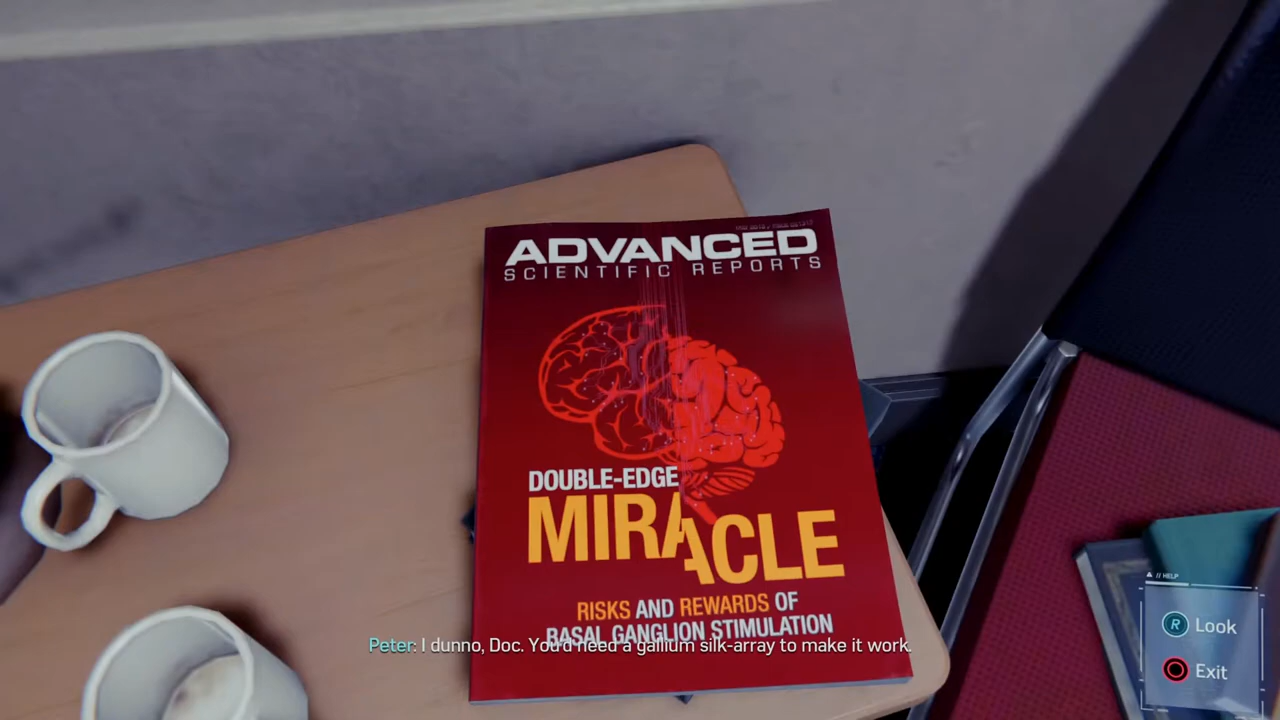 ADVANCED
SCIENTIFIC REPORTS
DOUBLE-EDGE
MIRACLE
RISKS AND REWARDS OF
BASAL GANGLION STIMULATION
Peter: I dunno, Doc. You'd need a gallium silk-array to make it work.
// HELP
R Look
Exit